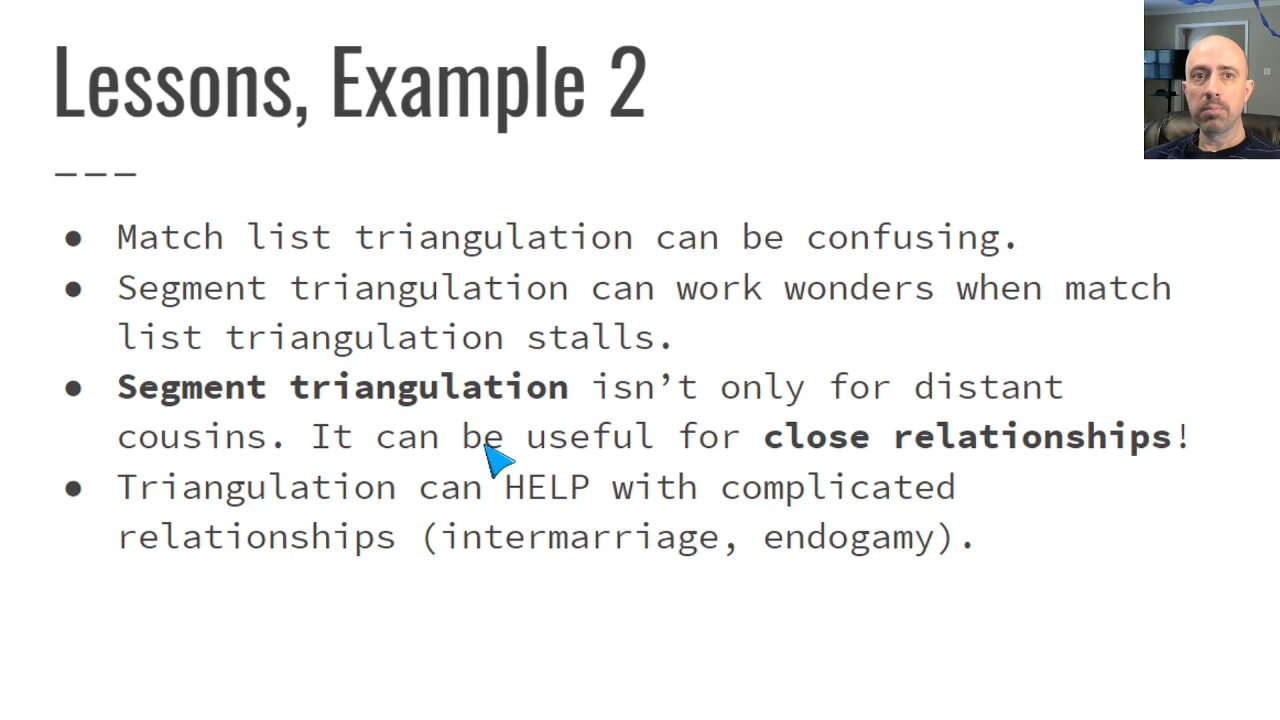 Lessons, Example 2
---
● Match list triangulation can be confusing.
● Segment triangulation can work wonders when match
list triangulation stalls.
● Segment triangulation isn’t only for distant
cousins. It can be useful for close relationships!
● Triangulation can HELP with complicated
relationships (intermarriage, endogamy).